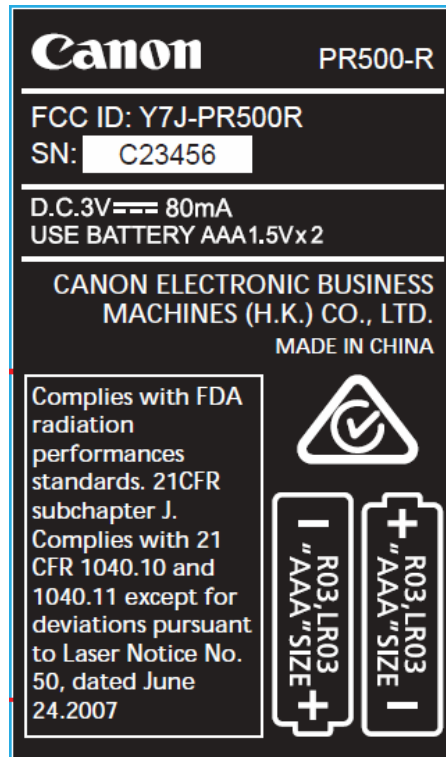 Canon
PR500-R
FCC ID: Y7J-PR500R
SN: C23456
D.C.3V⎓ 80mA
USE BATTERY AAA1.5Vx2
CANON ELECTRONIC BUSINESS
MACHINES (H.K.) CO., LTD.
MADE IN CHINA
Complies with FDA
radiation
performances
standards. 21CFR
subchapter J.
Complies with 21
CFR 1040.10 and
1040.11 except for
deviations pursuant
to Laser Notice No.
50, dated June
24.2007
− R03,LR03 +
"AAA"SIZE
+ R03,LR03 −
"AAA"SIZE